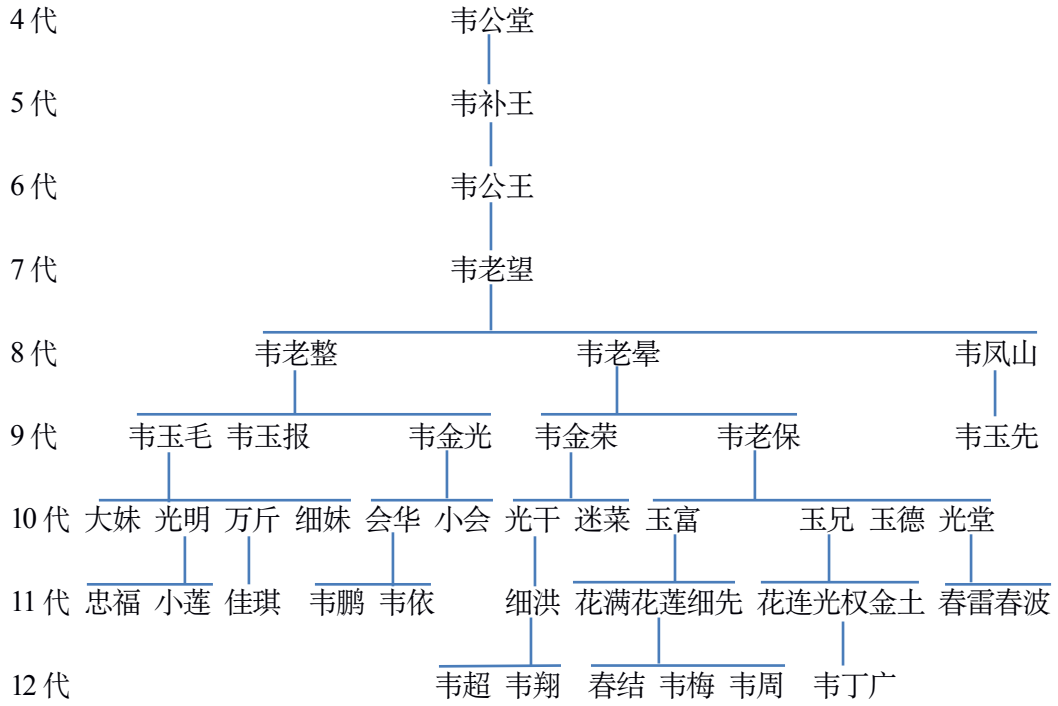 4 代 韦公堂
5 代 韦补王
6 代 韦公王
7 代 韦老望
8 代 韦老整 韦老晕 韦凤山
9 代 韦玉毛 韦玉报 韦金光 韦金荣 韦老保 韦玉先
10 代 大妹 光明 万斤 细妹 会华 小会 光干 迷菜 玉富 玉兄 玉德 光堂
11 代 忠福 小莲 佳琪 韦鹏 韦依 细洪 花满花莲细先 花连光权金土 春雷春波
12 代 韦超 韦翔 春结 韦梅 韦周 韦丁广